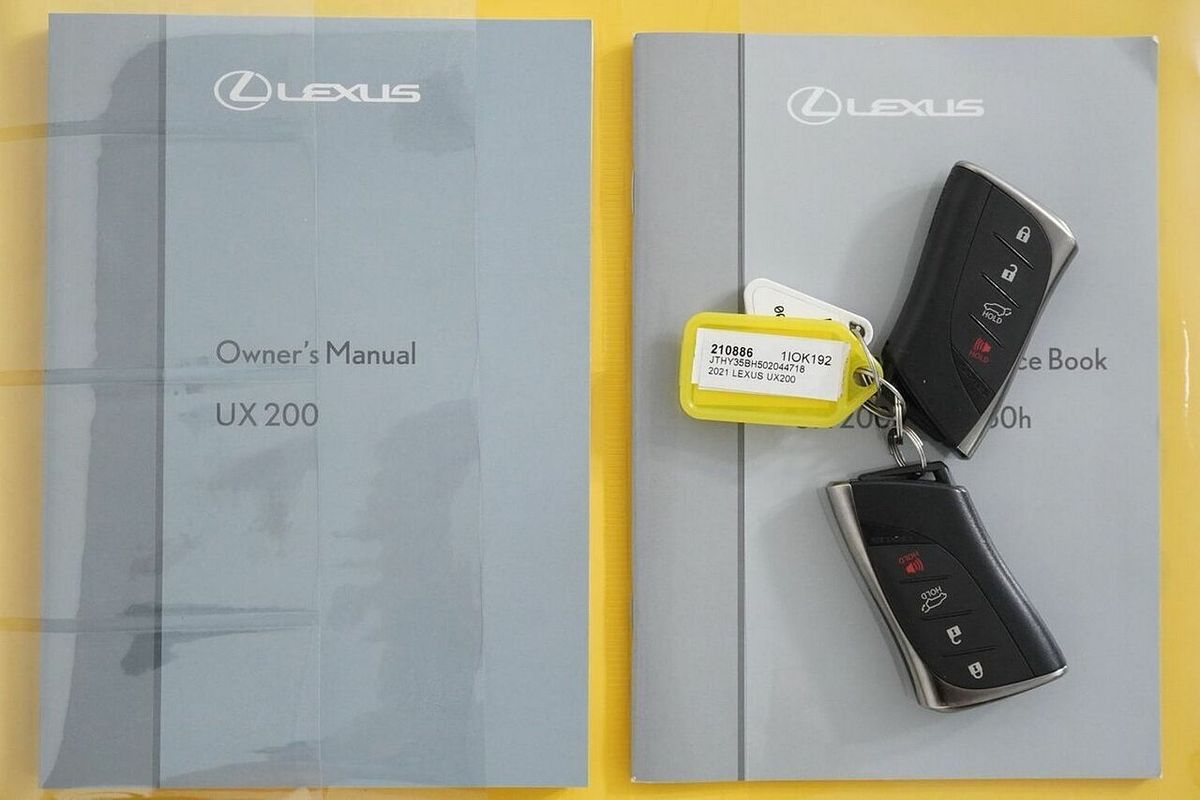 LEXUS
Owner's Manual
UX 200
LEXUS
ce Book
200
0h
210886 1IOK192
JTHY35BH502044718
2021 LEXUS UX200
HOLD
HOLD
HOLD
HOLD